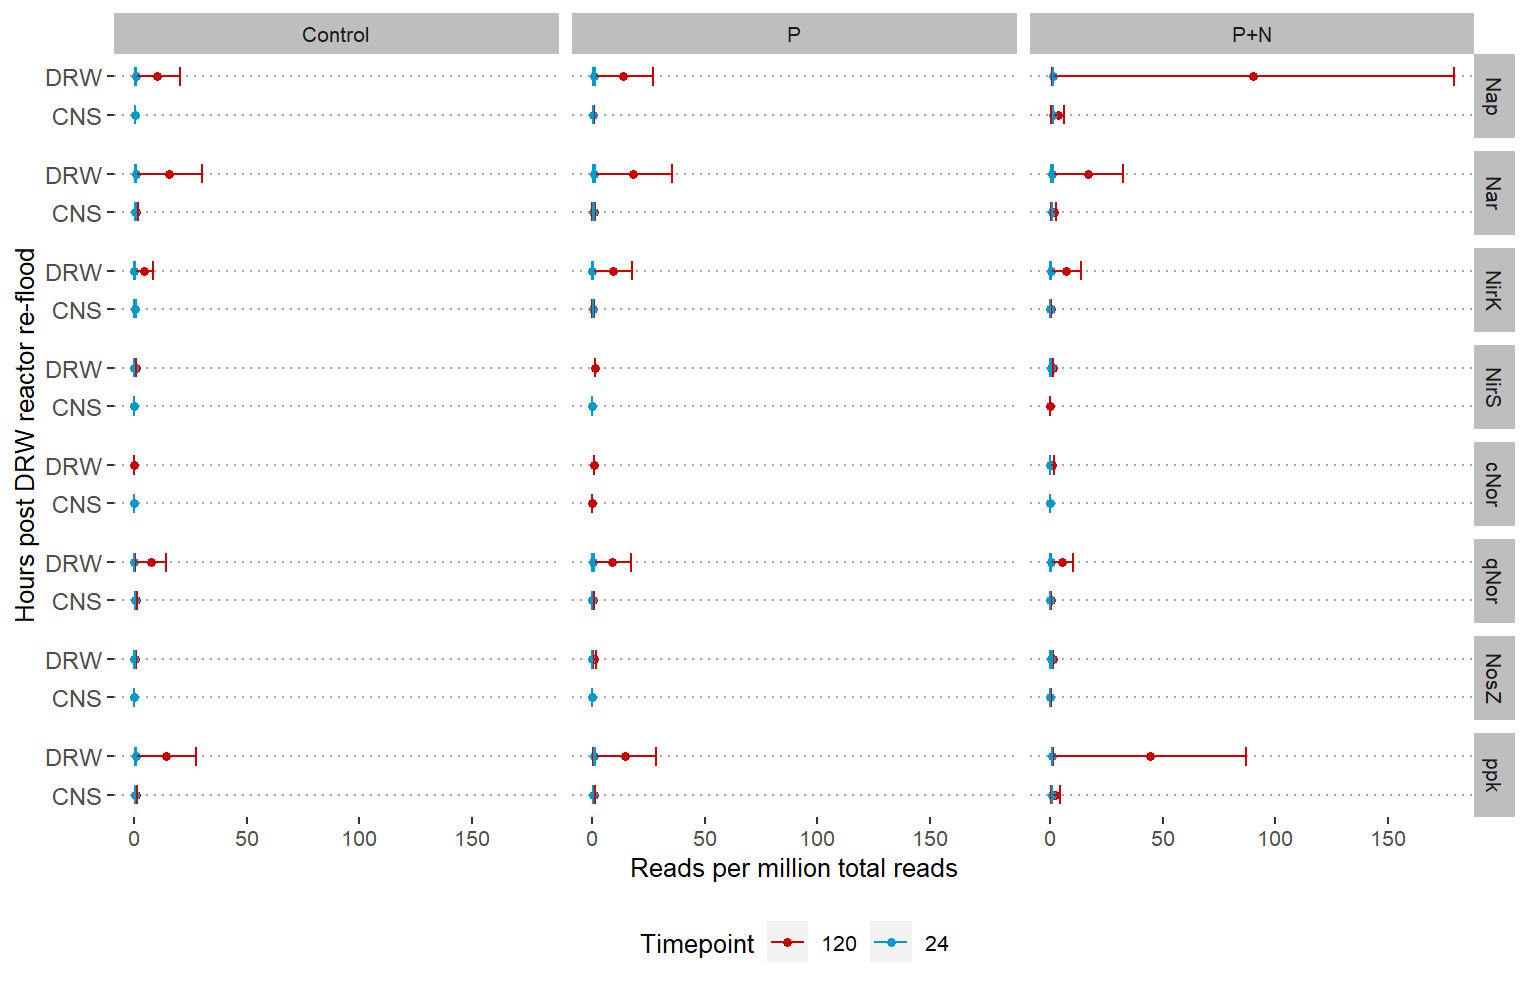 Control P P+N
DRW
CNS
Nap
DRW
CNS
Nar
DRW
CNS
NirK
DRW
CNS
NirS
DRW
CNS
cNor
DRW
CNS
qNor
DRW
CNS
NosZ
DRW
CNS
ppk
Hours post DRW reactor re-flood
0 50 100 150 0 50 100 150 0 50 100 150
Reads per million total reads
Timepoint 120 24